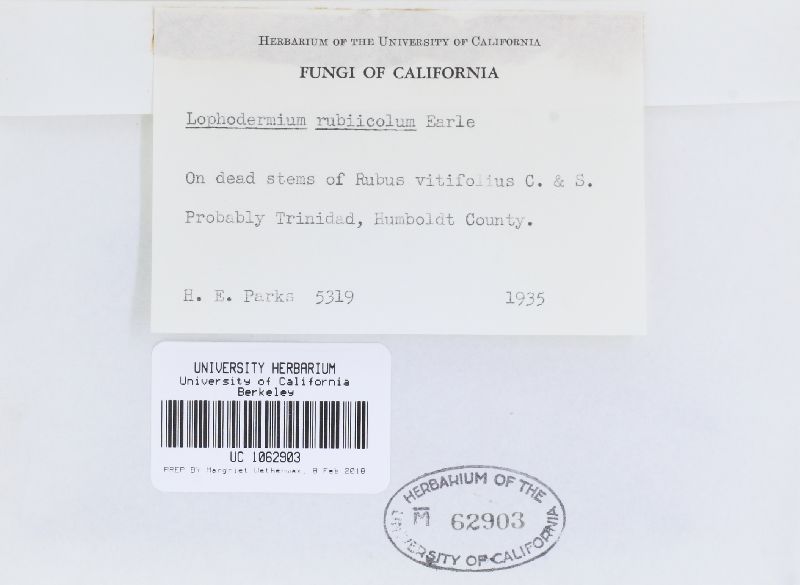 HERBARIUM OF THE UNIVERSITY OF CALIFORNIA
FUNGI OF CALIFORNIA
Lophodermium rubiicolum Earle
On dead stems of Rubus vitifolius C. & S.
Probably Trinidad, Humboldt County.
H. E. Parks 5319 1935
UNIVERSITY HERBARIUM
University of California
Berkeley
UC 1062903
PREP BY Margriet Wetherwax, 8 Feb 2018
HERBARIUM OF THE
M 62903
UNIVERSITY OF CALIFORNIA